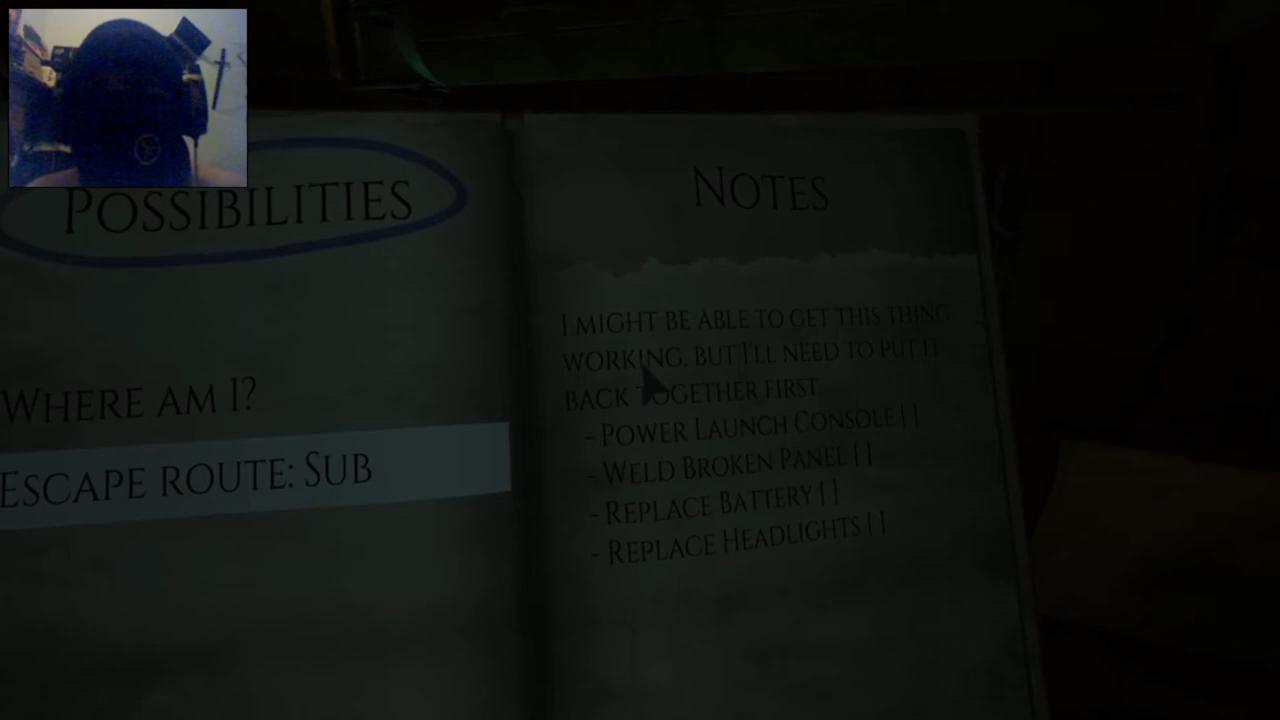 POSSIBILITIES
WHERE AM I?
ESCAPE ROUTE: SUB
NOTES
I MIGHT BE ABLE TO GET THIS THING
WORKING, BUT I'LL NEED TO PUT IT
BACK TOGETHER FIRST
- POWER LAUNCH CONSOLE [ ]
- WELD BROKEN PANEL [ ]
- REPLACE BATTERY [ ]
- REPLACE HEADLIGHTS [ ]